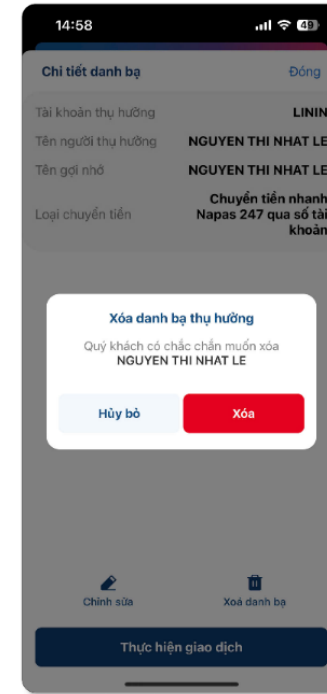 14:58 49
Chi tiết danh bạ Đóng
Tài khoản thụ hưởng LININ
Tên người thụ hưởng NGUYEN THI NHAT LE
Tên gợi nhớ NGUYEN THI NHAT LE
Chuyển tiền nhanh
Loại chuyển tiền Napas 247 qua số tài
khoản
Xóa danh bạ thụ hưởng
Quý khách có chắc chắn muốn xóa
NGUYEN THI NHAT LE
Hủy bỏ Xóa
Chỉnh sửa Xoá danh bạ
Thực hiện giao dịch